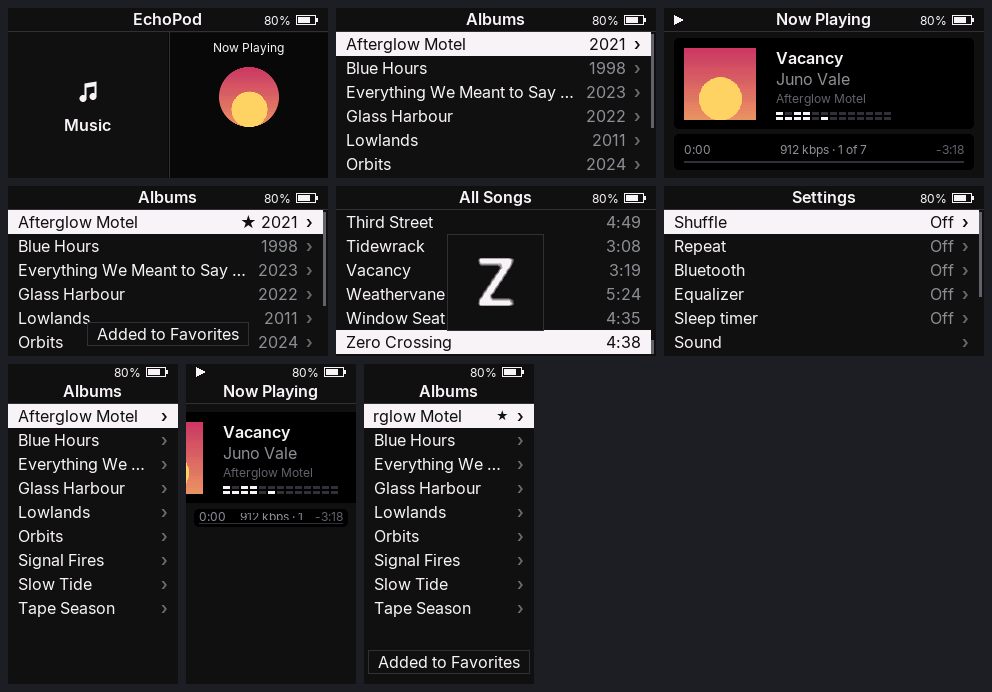 EchoPod 80%
Now Playing
Music
Albums 80%
Afterglow Motel 2021 ›
Blue Hours 1998 ›
Everything We Meant to Say ... 2023 ›
Glass Harbour 2022 ›
Lowlands 2011 ›
Orbits 2024 ›
Now Playing 80%
Vacancy
Juno Vale
Afterglow Motel
0:00 912 kbps · 1 of 7 -3:18
Albums 80%
Afterglow Motel ★ 2021 ›
Blue Hours 1998 ›
Everything We Meant to Say ... 2023 ›
Glass Harbour 2022 ›
Lowlands 2011 ›
Added to Favorites
Orbits 2024 ›
All Songs 80%
Third Street 4:49
Tidewrack 3:08
Vacancy 3:19
Z
Weathervane 5:24
Window Seat 4:35
Zero Crossing 4:38
Settings 80%
Shuffle Off ›
Repeat Off ›
Bluetooth Off ›
Equalizer Off ›
Sleep timer Off ›
Sound ›
80%
Albums
Afterglow Motel ›
Blue Hours ›
Everything We ... ›
Glass Harbour ›
Lowlands ›
Orbits ›
Signal Fires ›
Slow Tide ›
Tape Season ›
80%
Now Playing
Vacancy
Juno Vale
Afterglow Motel
0:00 912 kbps · 1 -3:18
80%
Albums
rglow Motel ★ ›
Blue Hours ›
Everything We ... ›
Glass Harbour ›
Lowlands ›
Orbits ›
Signal Fires ›
Slow Tide ›
Tape Season ›
Added to Favorites